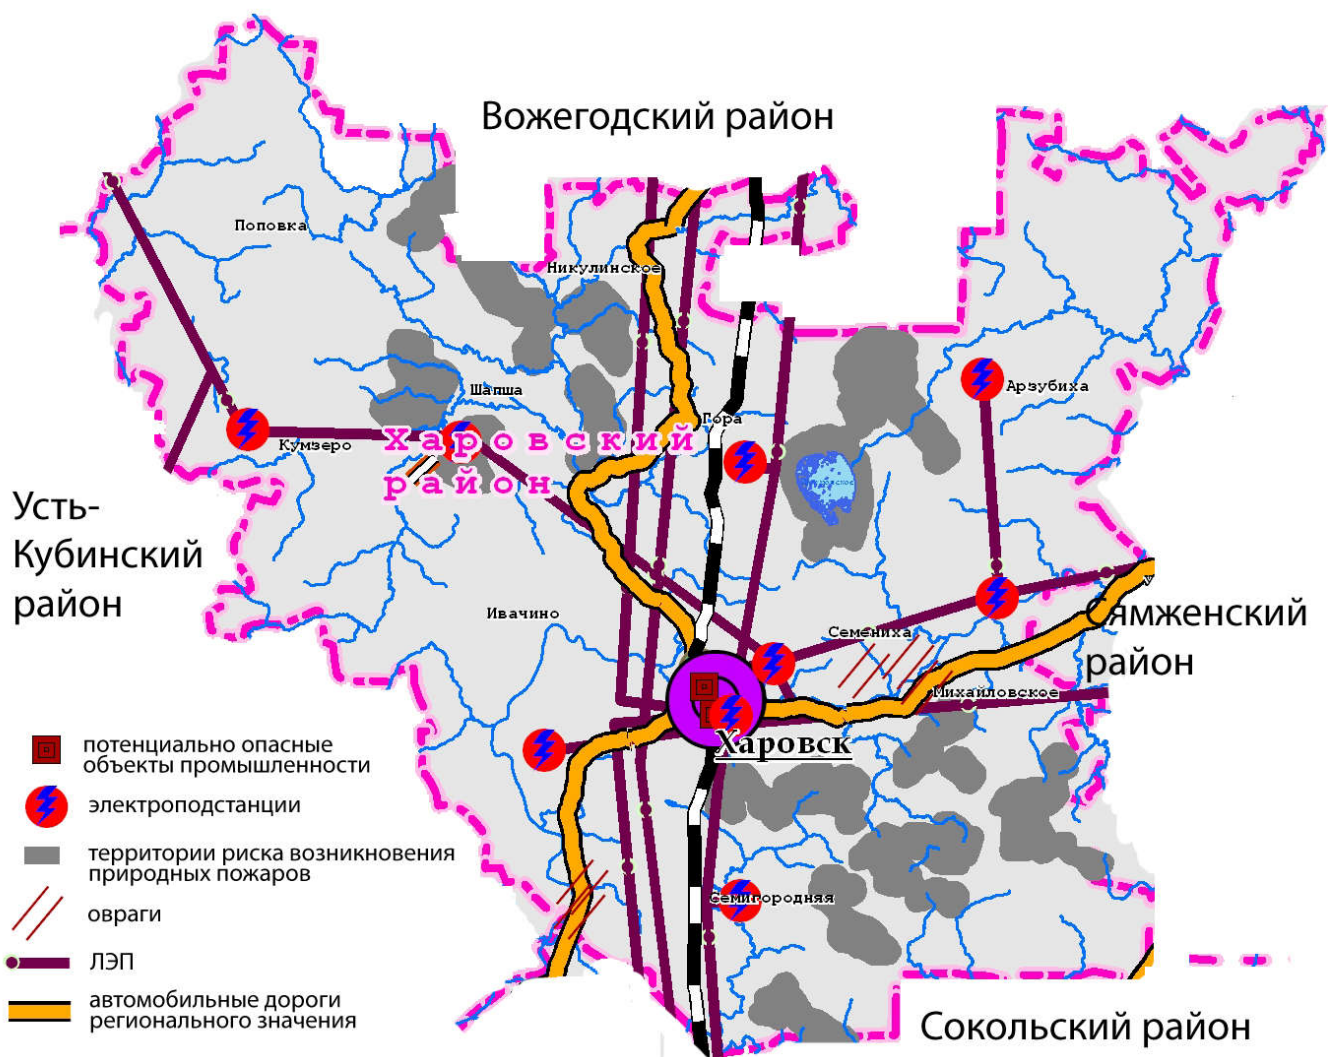 Вожегодский район
Поповка
Никулинское
Шапша
Арзубиха
Гора
Кумзеро
Харовский
район
Усть-
Кубинский
район
Ивачино
Семениха
Сямженский
район
Михайловское
Харовск
потенциально опасные
объекты промышленности
электроподстанции
территории риска возникновения
природных пожаров
Семигородняя
овраги
ЛЭП
автомобильные дороги
регионального значения
Сокольский район